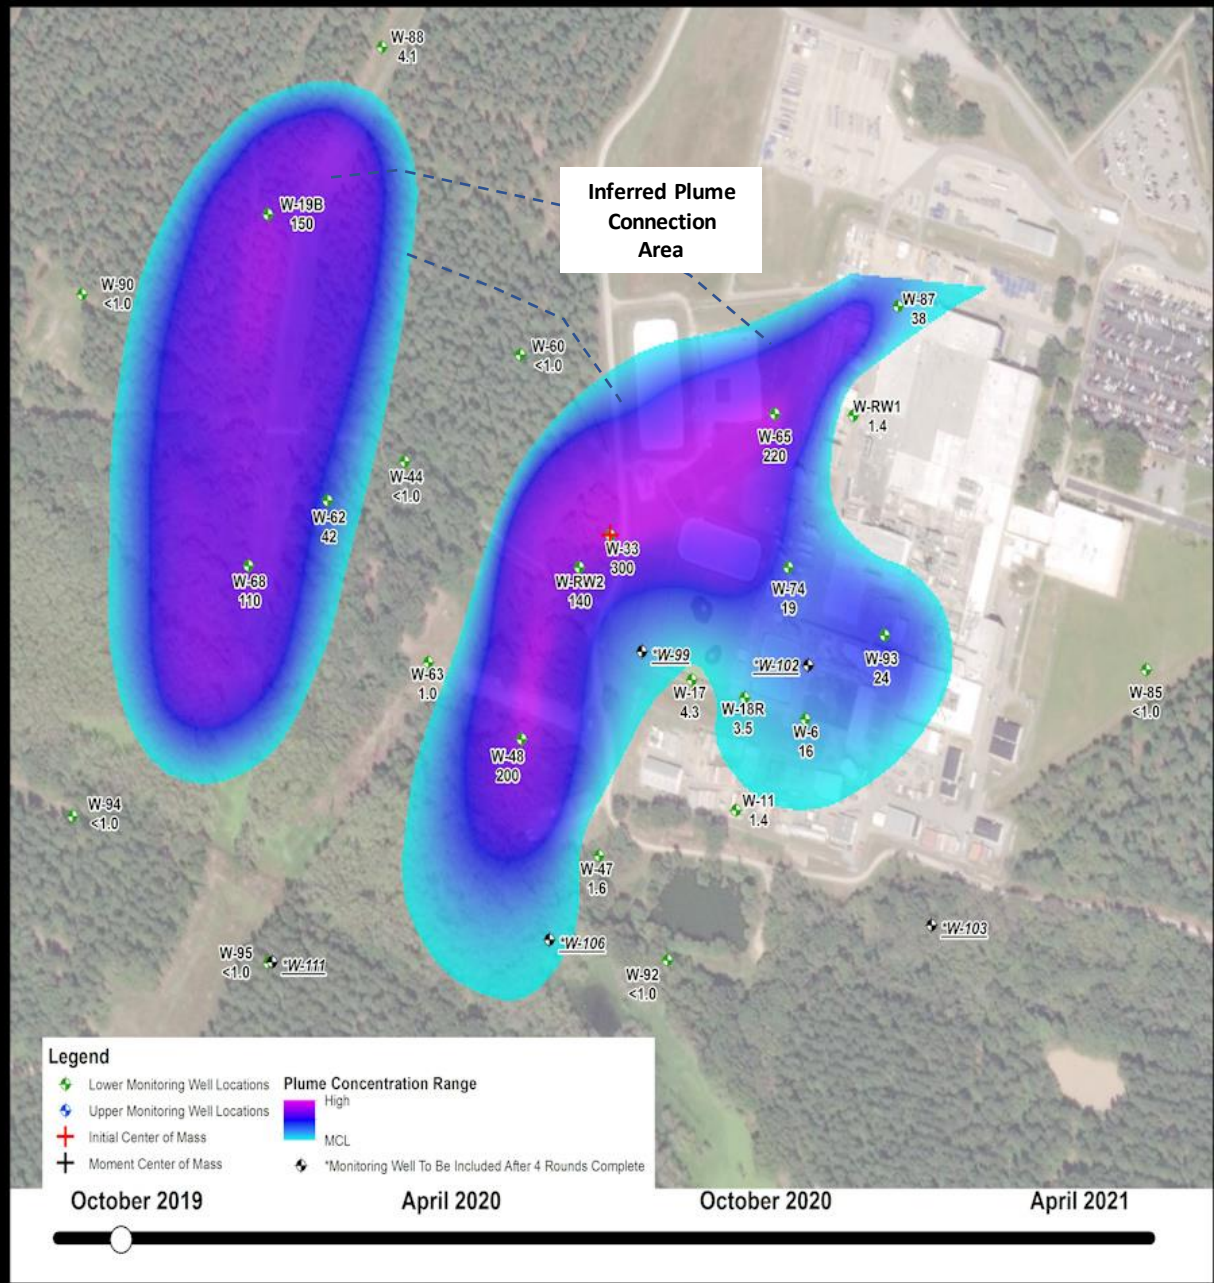 W-88
4.1
Inferred Plume
Connection
Area
W-19B
150
W-90
<1.0
W-87
38
W-60
<1.0
W-RW1
1.4
W-65
220
W-44
<1.0
W-62
42
W-33
300
W-68
110
W-RW2
140
W-74
19
*W-99
*W-102
W-93
24
W-63
1.0
W-17
4.3
W-85
<1.0
W-18R
3.5
W-6
16
W-48
200
W-94
<1.0
W-11
1.4
W-47
1.6
*W-106
*W-103
W-95
<1.0
*W-111
W-92
<1.0
Legend
Lower Monitoring Well Locations
Upper Monitoring Well Locations
Initial Center of Mass
Moment Center of Mass
Plume Concentration Range
High
MCL
*Monitoring Well To Be Included After 4 Rounds Complete
October 2019
April 2020
October 2020
April 2021